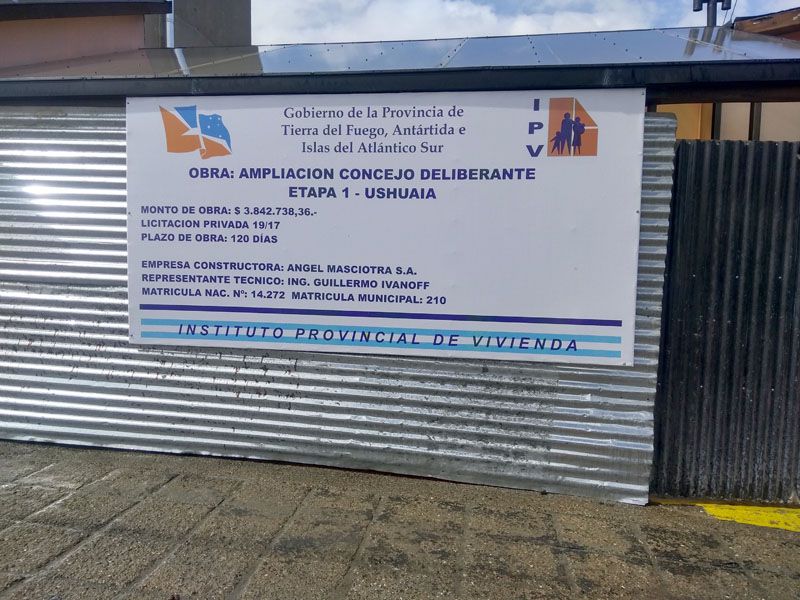 Gobierno de la Provincia de
Tierra del Fuego, Antártida e
Islas del Atlántico Sur
IPV
OBRA: AMPLIACION CONCEJO DELIBERANTE
ETAPA 1 - USHUAIA
MONTO DE OBRA: $ 3.842.738,36.-
LICITACION PRIVADA 19/17
PLAZO DE OBRA: 120 DÍAS
EMPRESA CONSTRUCTORA: ANGEL MASCIOTRA S.A.
REPRESENTANTE TECNICO: ING. GUILLERMO IVANOFF
MATRICULA NAC. Nº: 14.272 MATRICULA MUNICIPAL: 210
INSTITUTO PROVINCIAL DE VIVIENDA